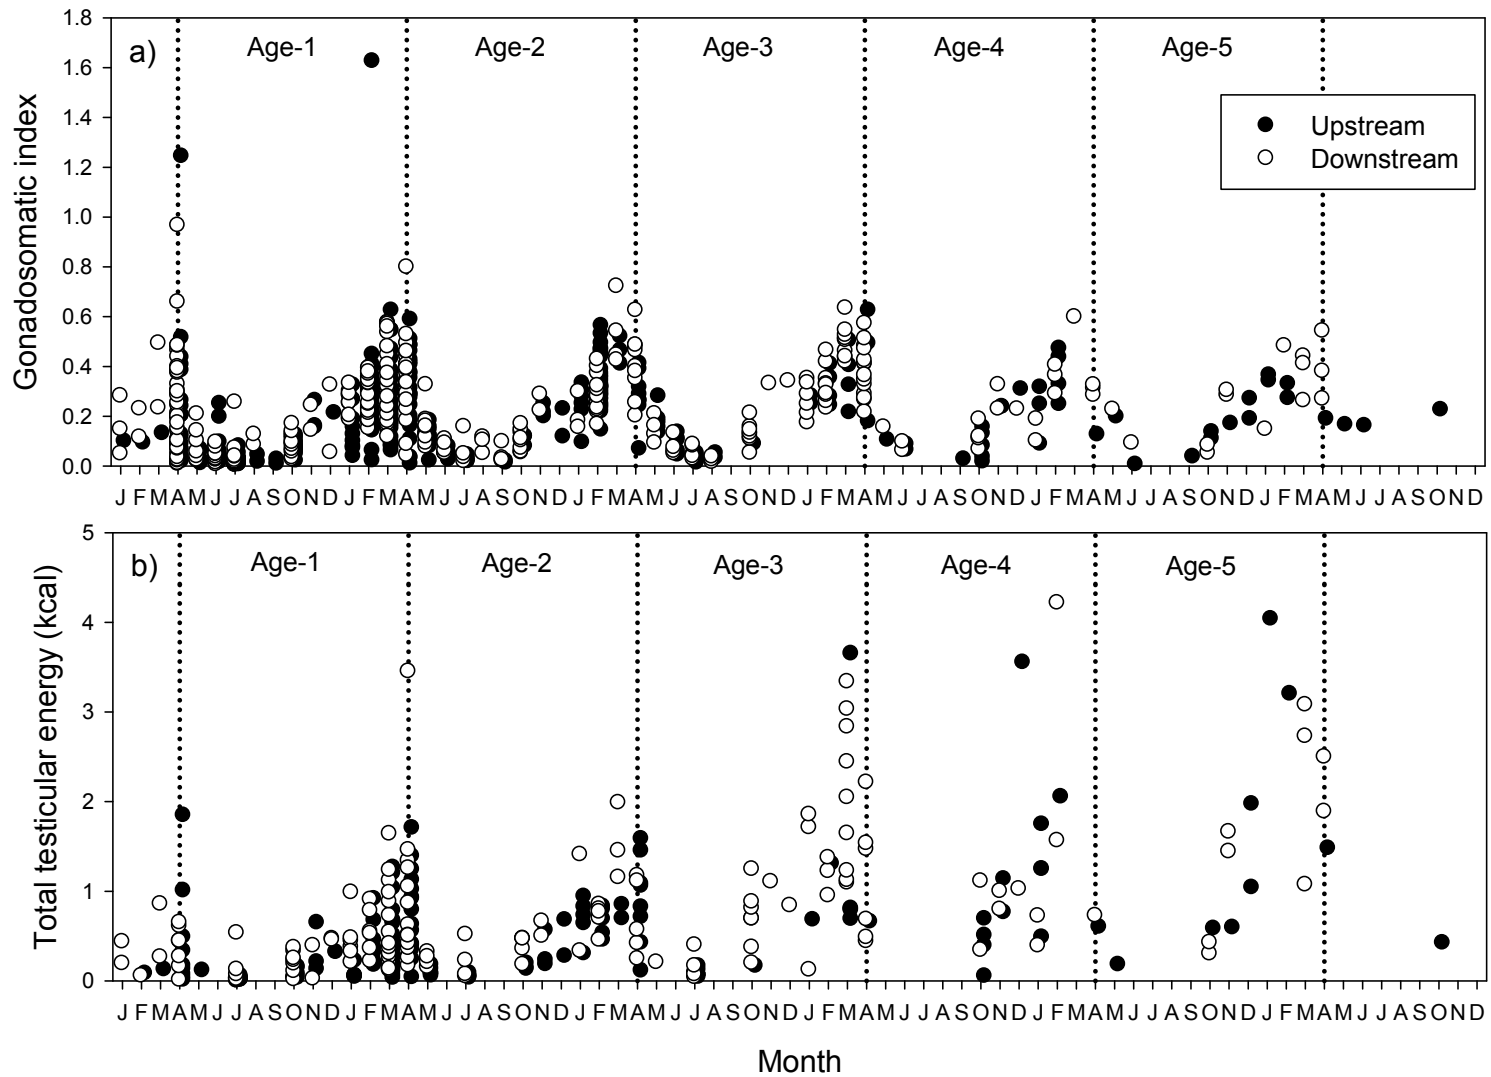 a)
Age-1 Age-2 Age-3 Age-4 Age-5
Upstream
Downstream
Gonadosomatic index
1.8
1.6
1.4
1.2
1.0
0.8
0.6
0.4
0.2
0.0
J F M A M J J A S O N D J F M A M J J A S O N D J F M A M J J A S O N D J F M A M J J A S O N D J F M A M J J A S O N D J F M A M J J A S O N D
b)
Age-1 Age-2 Age-3 Age-4 Age-5
Total testicular energy (kcal)
5
4
3
2
1
0
J F M A M J J A S O N D J F M A M J J A S O N D J F M A M J J A S O N D J F M A M J J A S O N D J F M A M J J A S O N D J F M A M J J A S O N D
Month